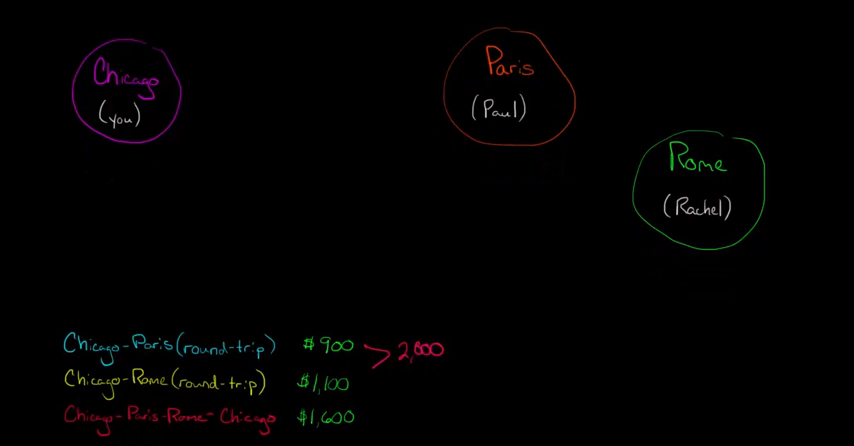 Chicago
(you)
Paris
(Paul)
Rome
(Rachel)
Chicago-Paris (round-trip) $900
2,000
Chicago-Rome (round-trip) $1,100
Chicago-Paris-Rome-Chicago $1,600